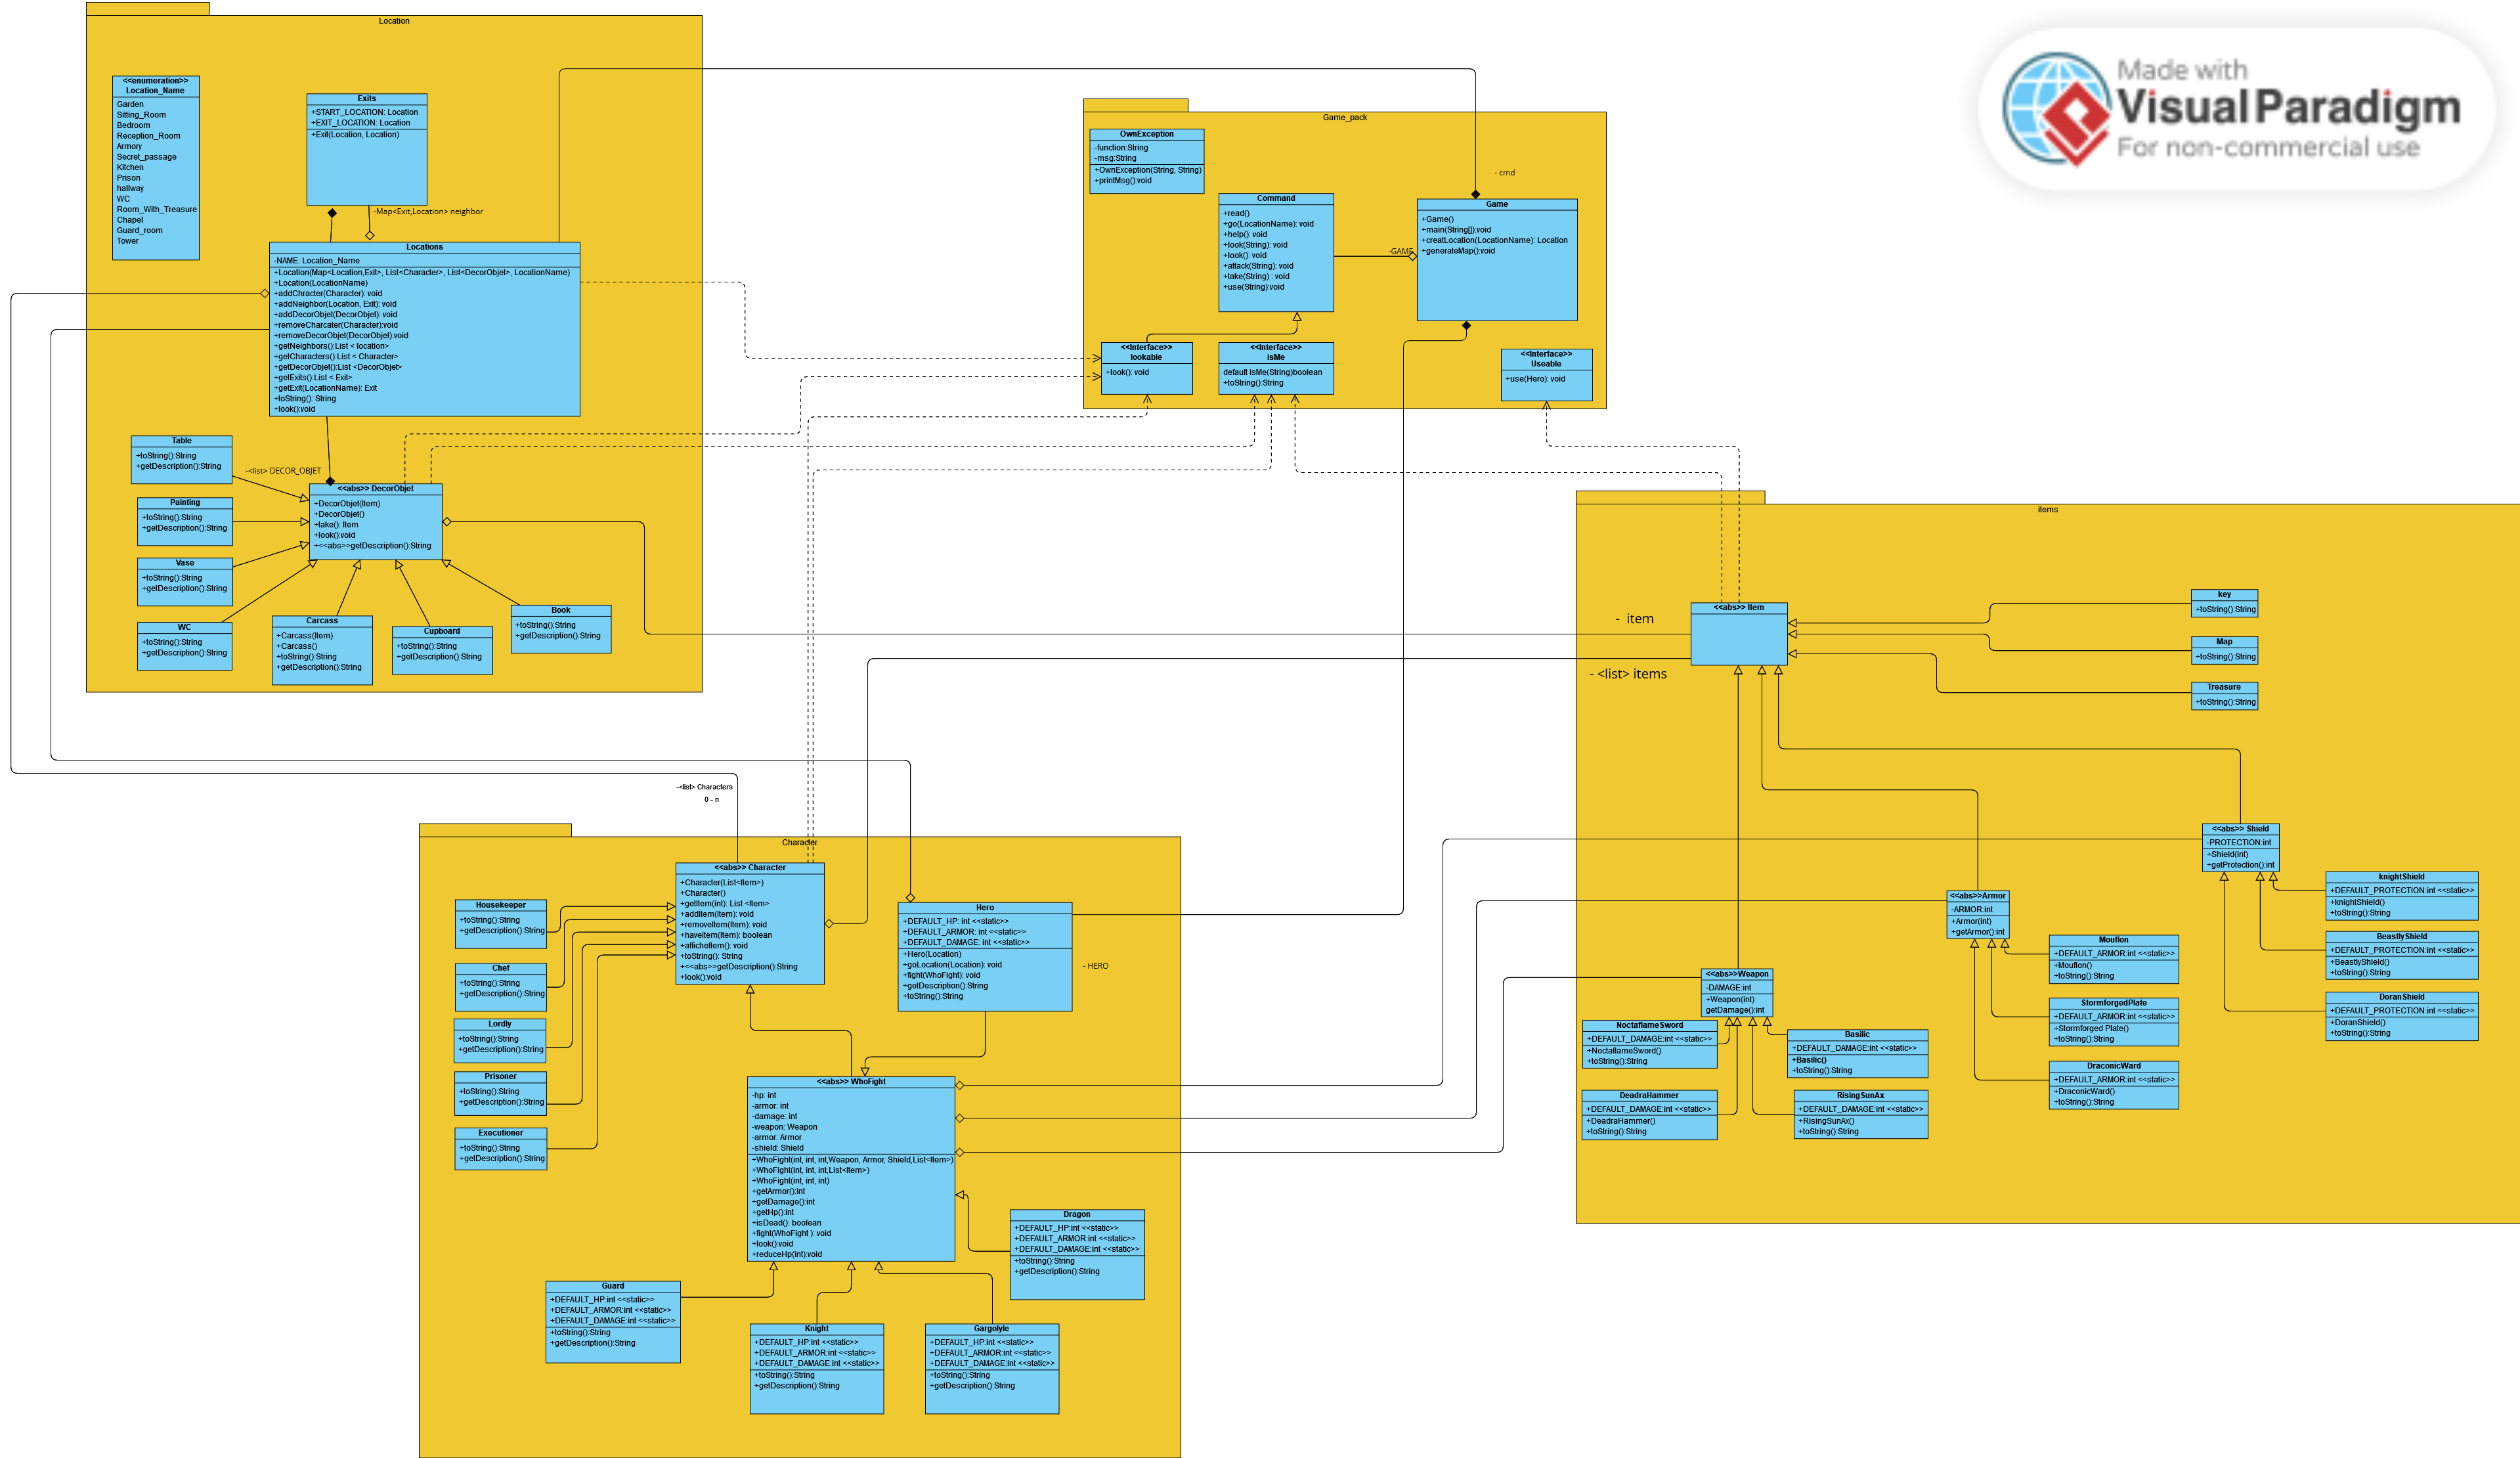 Location
<<enumeration>>
Location_Name
Garden
Sitting_Room
Bedroom
Reception_Room
Armory
Secret_passage
Kitchen
Prison
hallway
WC
Room_With_Treasure
Chapel
Guard_room
Tower
Exits
+START_LOCATION: Location
+EXIT_LOCATION: Location
+Exit(Location, Location)
-Map<Exit,Location> neighbor
Locations
-NAME: Location_Name
+Location(Map<Location,Exit>, List<Character>, List<DecorObjet>, LocationName)
+Location(LocationName)
+addChracter(Character): void
+addNeighbor(Location, Exit): void
+addDecorObjet(DecorObjet): void
+removeCharcater(Character):void
+removeDecorObjet(DecorObjet):void
+getNeighbors():List < location>
+getCharacters():List < Character>
+getDecorObjet():List <DecorObjet>
+getExits():List < Exit>
+getExit(LocationName): Exit
+toString(): String
+look():void
Table
+toString():String
+getDescription():String
-<list> DECOR_OBJET
Painting
+toString():String
+getDescription():String
<<abs>> DecorObjet
+DecorObjet(Item)
+DecorObjet()
+take(): Item
+look():void
+<<abs>>getDescription():String
Vase
+toString():String
+getDescription():String
WC
+toString():String
+getDescription():String
Carcass
+Carcass(Item)
+Carcass()
+toString():String
+getDescription():String
Cupboard
+toString():String
+getDescription():String
Book
+toString():String
+getDescription():String
Game_pack
OwnException
-function:String
-msg:String
+OwnException(String, String)
+printMsg():void
- cmd
Command
+read()
+go(LocationName): void
+help(): void
+look(String): void
+look(): void
+attack(String): void
+take(String) : void
+use(String):void
-GAME
Game
+Game()
+main(String[]):void
+creatLocation(LocationName): Location
+generateMap():void
<<Interface>>
lookable
+look(): void
<<Interface>>
isMe
default isMe(String)boolean
+toString():String
<<Interface>>
Useable
+use(Hero): void
Made with
Visual Paradigm
For non-commercial use
items
<<abs>> Item
- item
- <list> items
key
+toString():String
Map
+toString():String
Treasure
+toString():String
<<abs>> Shield
-PROTECTION:int
+Shield(int)
+getProtection():int
knightShield
+DEFAULT_PROTECTION:int <<static>>
+knightShield()
+toString():String
BeastlyShield
+DEFAULT_PROTECTION:int <<static>>
+BeastlyShield()
+toString():String
DoranShield
+DEFAULT_PROTECTION:int <<static>>
+DoranShield()
+toString():String
<<abs>>Armor
-ARMOR:int
+Armor(int)
+getArmor():int
Mouflon
+DEFAULT_ARMOR:int <<static>>
+Mouflon()
+toString():String
StormforgedPlate
+DEFAULT_ARMOR:int <<static>>
+Stormforged Plate()
+toString():String
DraconicWard
+DEFAULT_ARMOR:int <<static>>
+DraconicWard()
+toString():String
<<abs>>Weapon
-DAMAGE:int
+Weapon(int)
getDamage():int
NoctaflameSword
+DEFAULT_DAMAGE:int <<static>>
+NoctaflameSword()
+toString():String
Basilic
+DEFAULT_DAMAGE:int <<static>>
+Basilic()
+toString():String
DeadraHammer
+DEFAULT_DAMAGE:int <<static>>
+DeadraHammer()
+toString():String
RisingSunAx
+DEFAULT_DAMAGE:int <<static>>
+RisingSunAx()
+toString():String
-<list> Characters
0 - n
Character
<<abs>> Character
+Character(List<Item>)
+Character()
+getItem(int): List <Item>
+addItem(Item): void
+removeItem(Item): void
+haveItem(Item): boolean
+afficheItem(): void
+toString(): String
+<<abs>>getDescription():String
+look():void
Housekeeper
+toString():String
+getDescription():String
Chef
+toString():String
+getDescription():String
Lordly
+toString():String
+getDescription():String
Prisoner
+toString():String
+getDescription():String
Executioner
+toString():String
+getDescription():String
Hero
+DEFAULT_HP: int <<static>>
+DEFAULT_ARMOR: int <<static>>
+DEFAULT_DAMAGE: int <<static>>
+Hero(Location)
+goLocation(Location): void
+fight(WhoFight): void
+getDescription():String
+toString():String
- HERO
<<abs>> WhoFight
-hp: int
-armor: int
-damage: int
-weapon: Weapon
-armor: Armor
-shield: Shield
+WhoFight(int, int, int,Weapon, Armor, Shield,List<Item>)
+WhoFight(int, int, int,List<Item>)
+WhoFight(int, int, int)
+getArmor():int
+getDamage():int
+getHp():int
+isDead(): boolean
+fight(WhoFight ): void
+look():void
+reduceHp(int):void
Dragon
+DEFAULT_HP:int <<static>>
+DEFAULT_ARMOR:int <<static>>
+DEFAULT_DAMAGE:int <<static>>
+toString():String
+getDescription():String
Guard
+DEFAULT_HP:int <<static>>
+DEFAULT_ARMOR:int <<static>>
+DEFAULT_DAMAGE:int <<static>>
+toString():String
+getDescription():String
Knight
+DEFAULT_HP:int <<static>>
+DEFAULT_ARMOR:int <<static>>
+DEFAULT_DAMAGE:int <<static>>
+toString():String
+getDescription():String
Gargolyle
+DEFAULT_HP:int <<static>>
+DEFAULT_ARMOR:int <<static>>
+DEFAULT_DAMAGE:int <<static>>
+toString():String
+getDescription():String